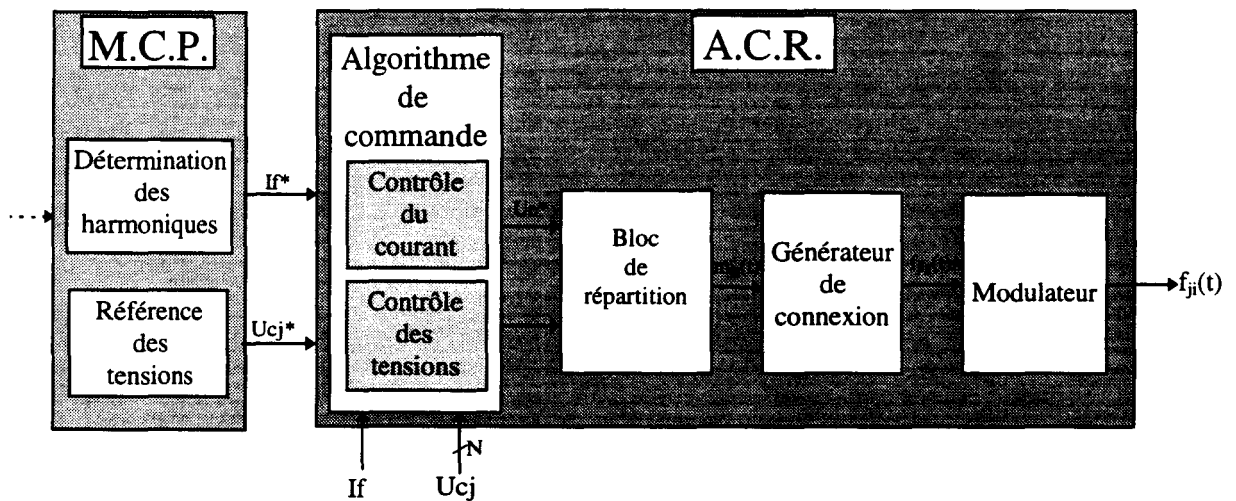 M.C.P.
Détermination
des
harmoniques
Référence
des
tensions
If*
Ucj*
A.C.R.
Algorithme
de
commande
Contrôle
du
courant
Contrôle
des
tensions
If
Ucj
N
Bloc
de
répartition
Générateur
de
connexion
Modulateur
fji(t)